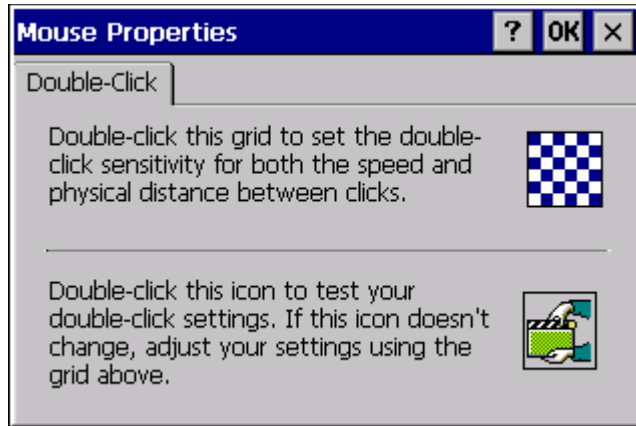 Mouse Properties ? OK ×
Double-Click
Double-click this grid to set the double-
click sensitivity for both the speed and
physical distance between clicks.
Double-click this icon to test your
double-click settings. If this icon doesn't
change, adjust your settings using the
grid above.